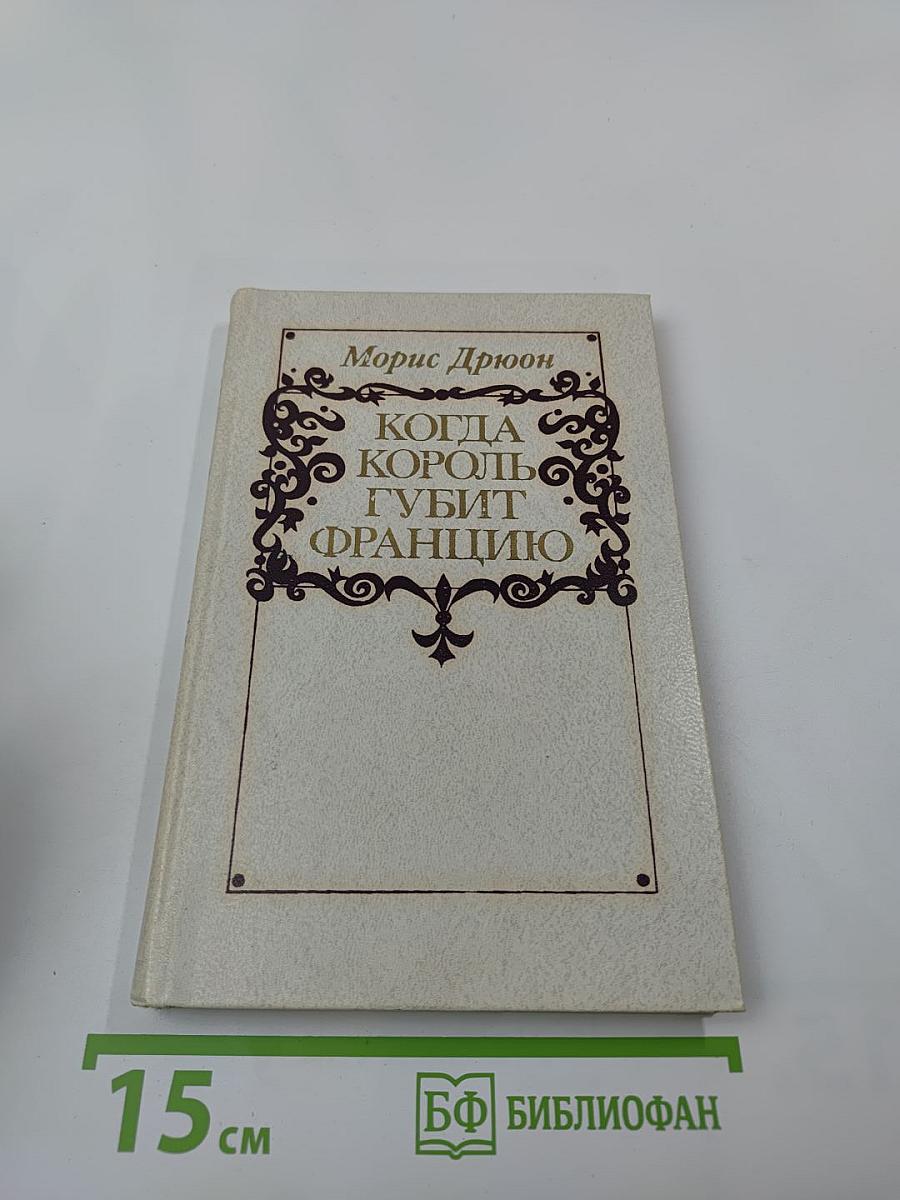 Морис Дрюон
КОГДА
КОРОЛЬ
ГУБИТ
ФРАНЦИЮ
15 см
БФ БИБЛИОФАН